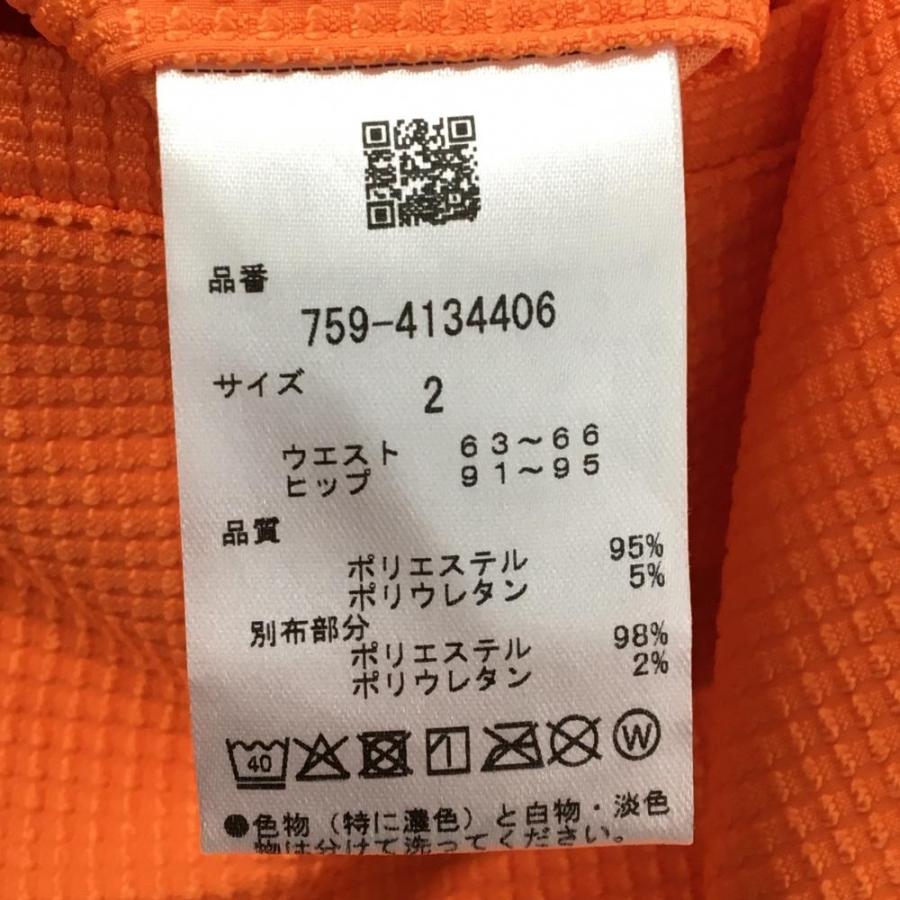 品番
759-4134406
サイズ 2
ウエスト 63～66
ヒップ 91～95
品質
ポリエステル 95%
ポリウレタン 5%
別布部分
ポリエステル 98%
ポリウレタン 2%
40 W
●色物（特に濃色）と白物・淡色
物は分けて洗ってください。